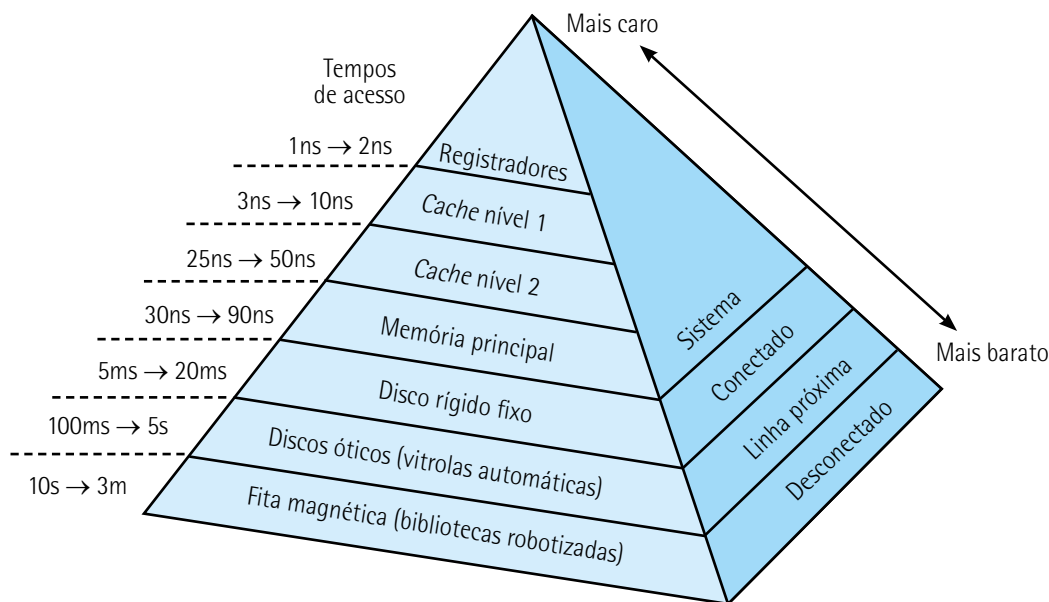 Mais caro
Tempos
de acesso
1ns → 2ns
Registradores
3ns → 10ns
Cache nível 1
25ns → 50ns
Cache nível 2
30ns → 90ns
Memória principal
5ms → 20ms
Disco rígido fixo
100ms → 5s
Discos óticos (vitrolas automáticas)
10s → 3m
Fita magnética (bibliotecas robotizadas)
Sistema
Conectado
Linha próxima
Desconectado
Mais barato